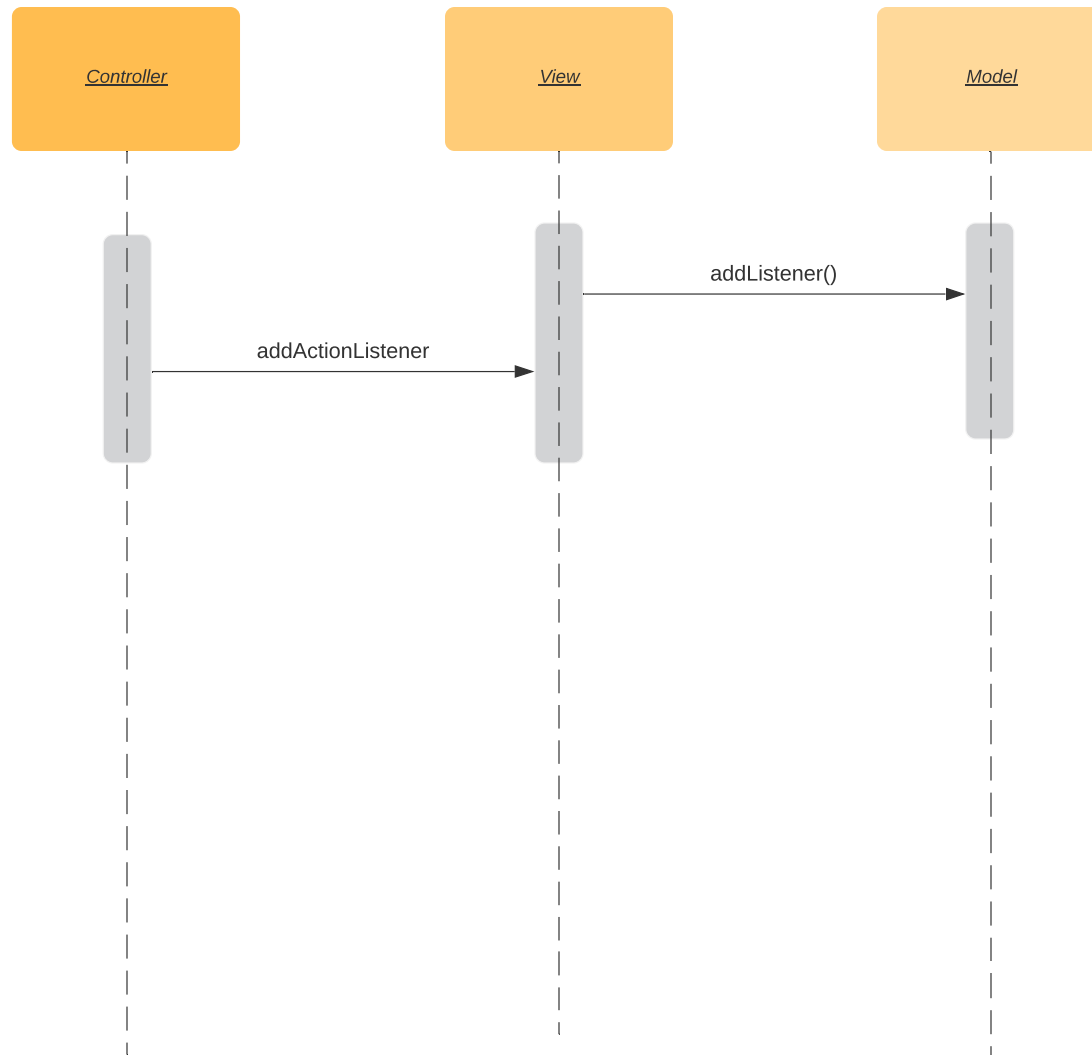 Controller
View
Model
addListener()
addActionListener